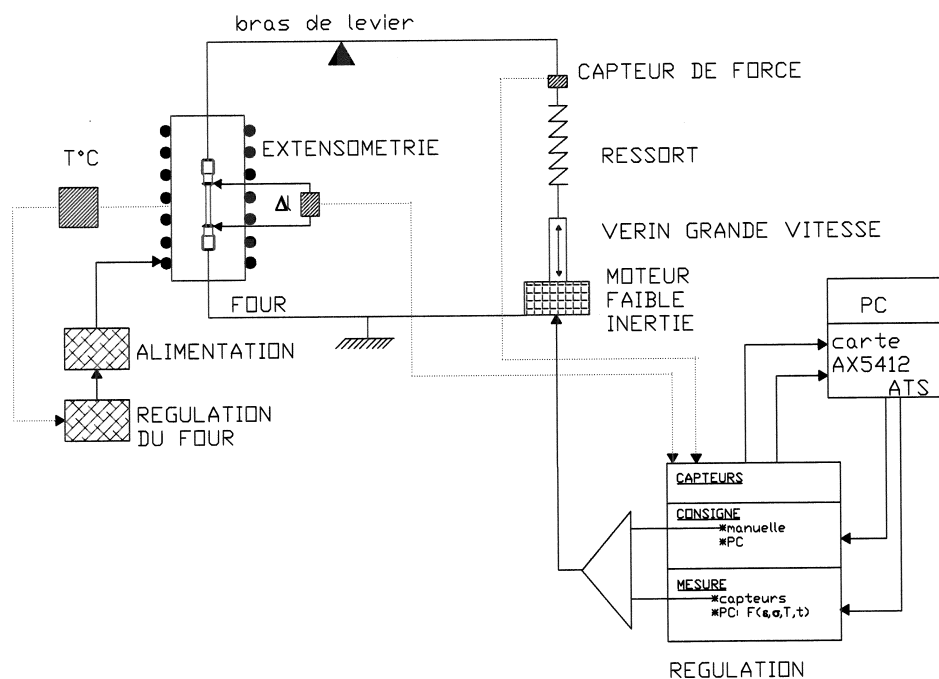 bras de levier
CAPTEUR DE FORCE
T°C
EXTENSOMETRIE
RESSORT
Δl
VERIN GRANDE VITESSE
MOTEUR
FAIBLE
INERTIE
FOUR
PC
carte
AX5412
ATS
ALIMENTATION
REGULATION
DU FOUR
CAPTEURS
CONSIGNE
*manuelle
*PC
MESURE
*capteurs
*PC: F(ε,σ,T,t)
REGULATION